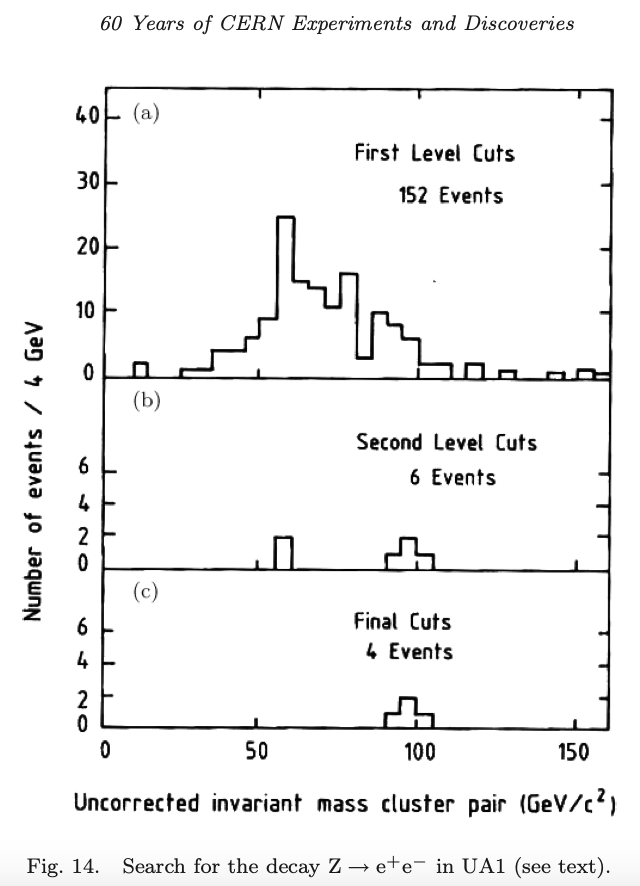 60 Years of CERN Experiments and Discoveries
40
(a)
First Level Cuts
30
152 Events
20
10
0
(b)
Second Level Cuts
6
6 Events
4
2
0
(c)
Final Cuts
6
4 Events
4
2
0
0 50 100 150
Number of events / 4 GeV
Uncorrected invariant mass cluster pair (GeV/c²)
Fig. 14. Search for the decay Z → e⁺e⁻ in UA1 (see text).